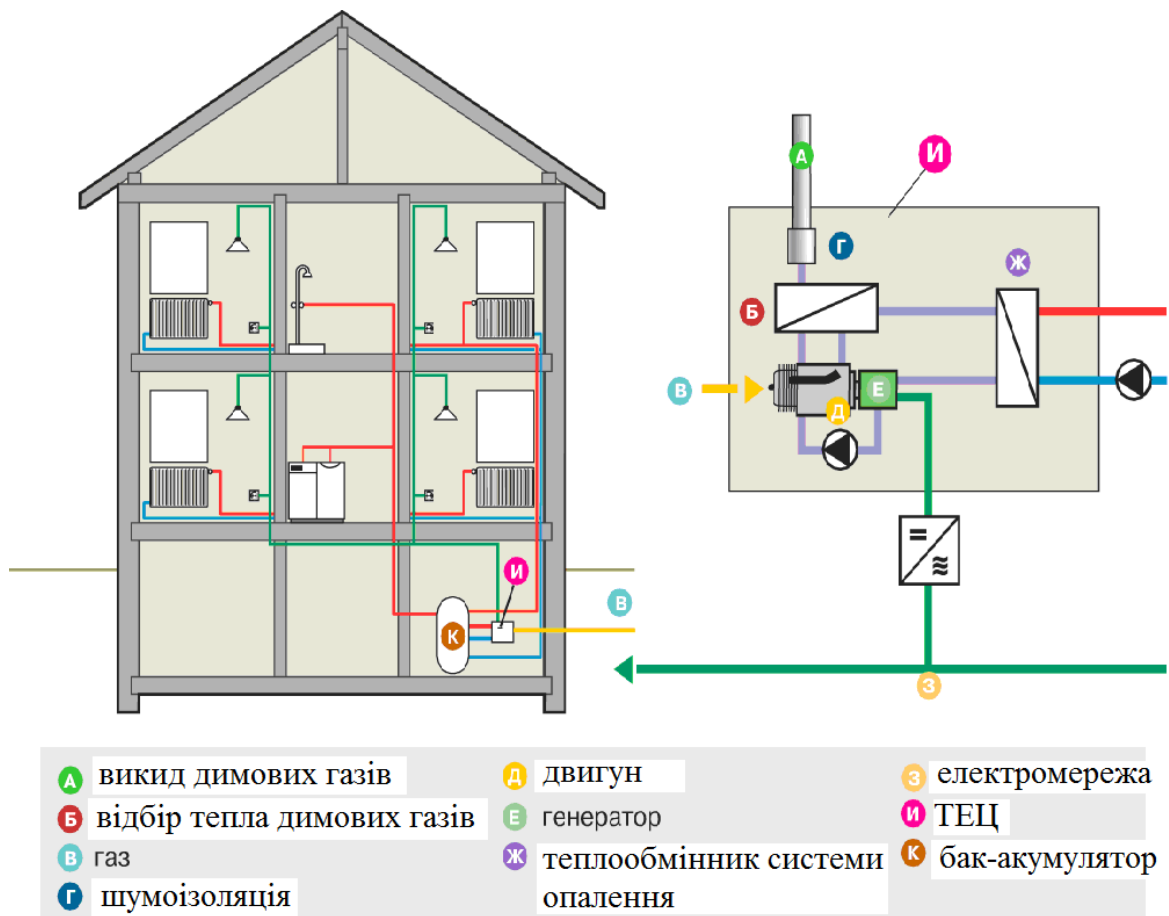 А
И
Г
Ж
Б
В
Е
Д
И
В
К
З
А викид димових газів
Б відбір тепла димових газів
В газ
Г шумоізоляція
Д двигун
Е генератор
Ж теплообмінник системи
опалення
З електромережа
И ТЕЦ
К бак-акумулятор